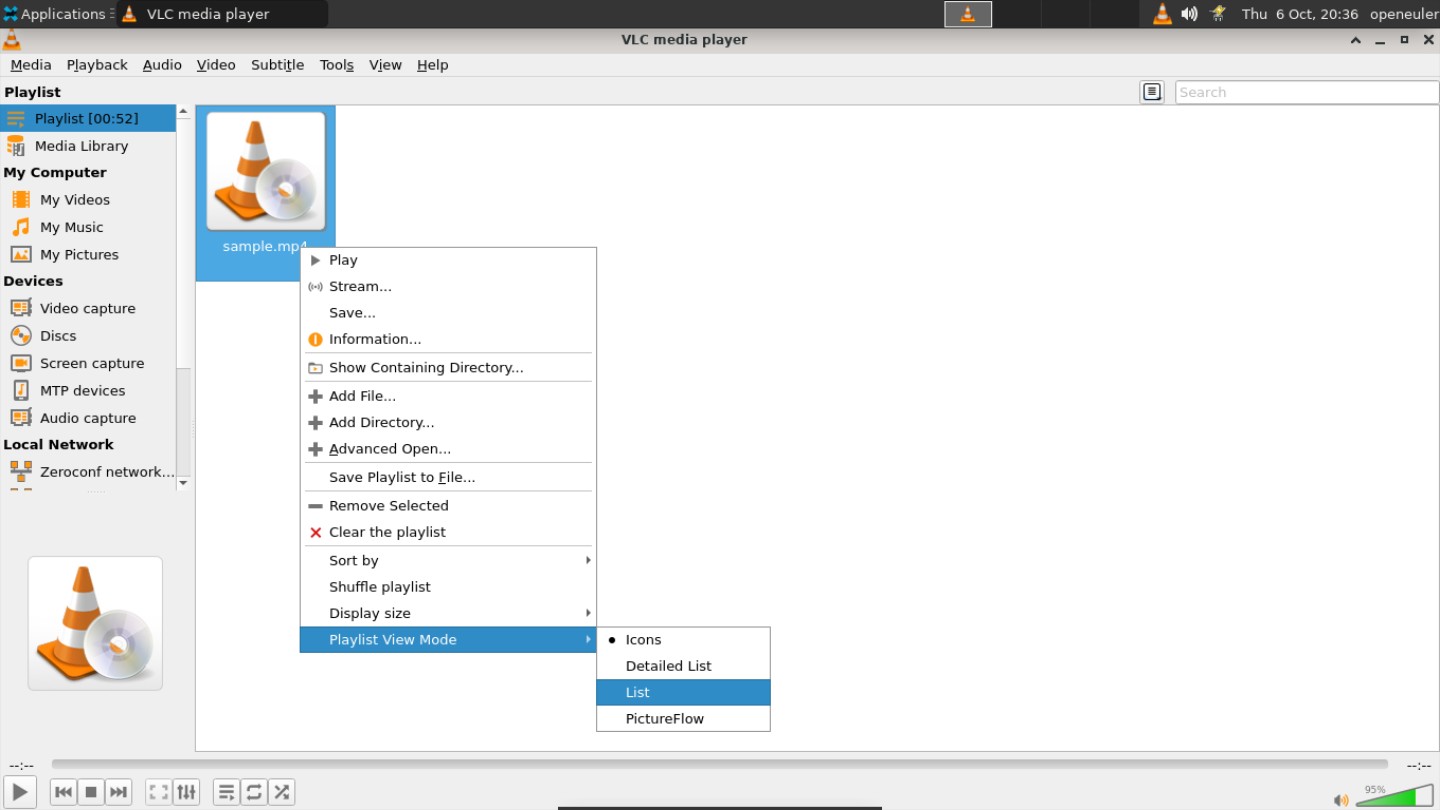 Applications
VLC media player
Thu 6 Oct, 20:36
openeuler
VLC media player
Media Playback Audio Video Subtitle Tools View Help
Playlist
Search
Playlist [00:52]
Media Library
My Computer
My Videos
My Music
My Pictures
Devices
Video capture
Discs
Screen capture
MTP devices
Audio capture
Local Network
Zeroconf network...
sample.mp4
Play
Stream...
Save...
Information...
Show Containing Directory...
Add File...
Add Directory...
Advanced Open...
Save Playlist to File...
Remove Selected
Clear the playlist
Sort by
Shuffle playlist
Display size
Playlist View Mode
Icons
Detailed List
List
PictureFlow
--:--
--:--
95%